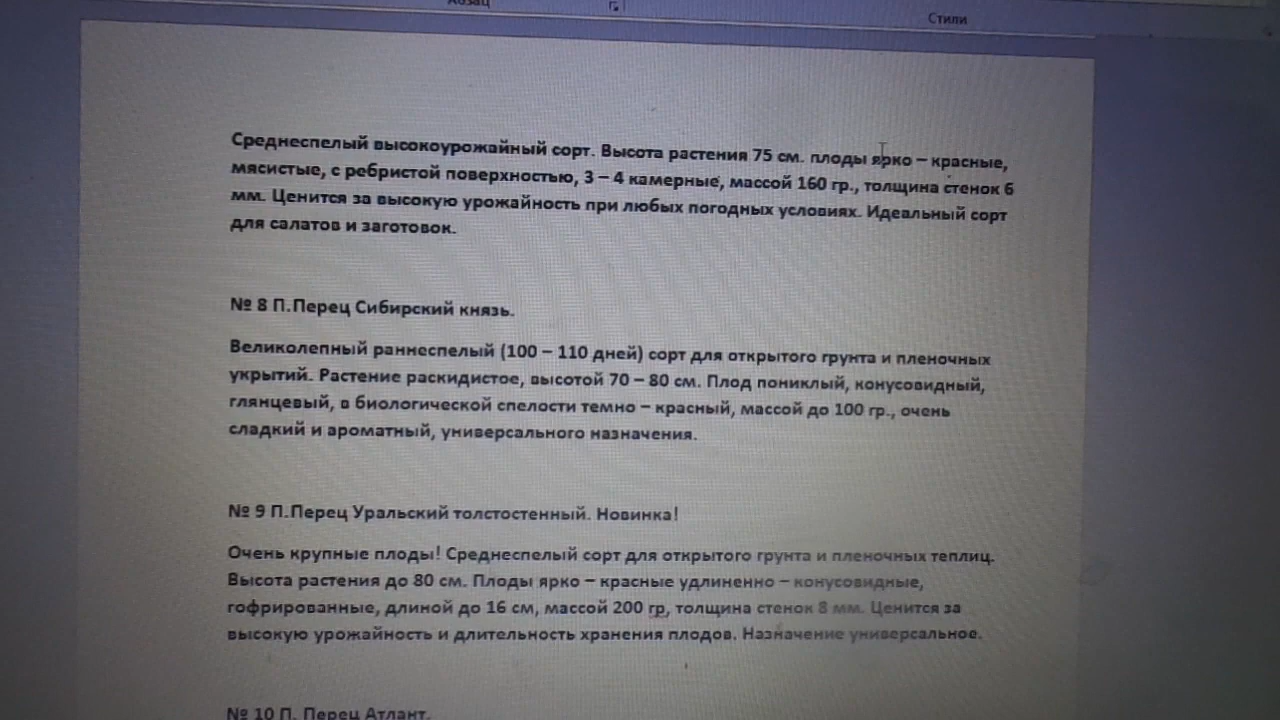 Абзац
Стили
Среднеспелый высокоурожайный сорт. Высота растения 75 см. плоды ярко – красные,
мясистые, с ребристой поверхностью, 3 – 4 камерные, массой 160 гр., толщина стенок 6
мм. Ценится за высокую урожайность при любых погодных условиях. Идеальный сорт
для салатов и заготовок.
№ 8 П.Перец Сибирский князь.
Великолепный раннеспелый (100 – 110 дней) сорт для открытого грунта и пленочных
укрытий. Растение раскидистое, высотой 70 – 80 см. Плод пониклый, конусовидный,
глянцевый, в биологической спелости темно – красный, массой до 100 гр., очень
сладкий и ароматный, универсального назначения.
№ 9 П.Перец Уральский толстостенный. Новинка!
Очень крупные плоды! Среднеспелый сорт для открытого грунта и пленочных теплиц.
Высота растения до 80 см. Плоды ярко – красные удлиненно – конусовидные,
гофрированные, длиной до 16 см, массой 200 гр, толщина стенок 8 мм. Ценится за
высокую урожайность и длительность хранения плодов. Назначение универсальное.
№ 10 П. Перец Атлант.